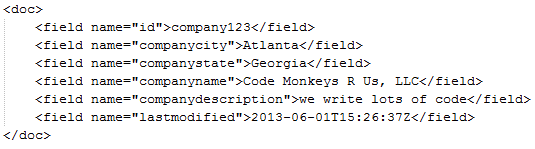 <doc>
    <field name="id">company123</field>
    <field name="companycity">Atlanta</field>
    <field name="companystate">Georgia</field>
    <field name="companyname">Code Monkeys R Us, LLC</field>
    <field name="companydescription">we write lots of code</field>
    <field name="lastmodified">2013-06-01T15:26:37Z</field>
</doc>